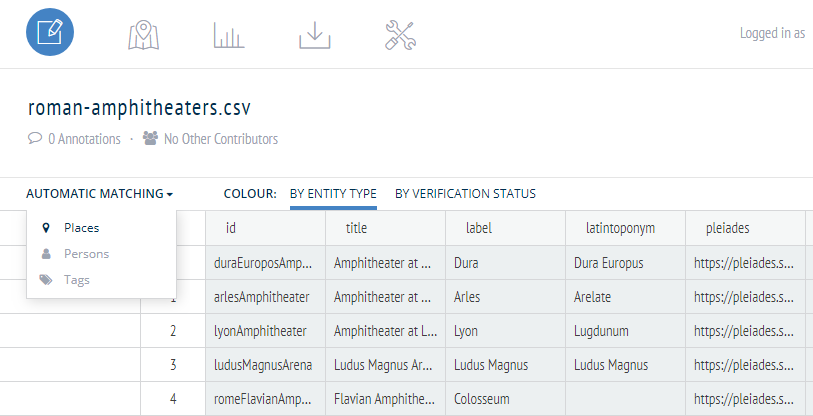 Logged in as
roman-amphitheaters.csv
0 Annotations · No Other Contributors
AUTOMATIC MATCHING COLOUR: BY ENTITY TYPE BY VERIFICATION STATUS
Places
Persons
Tags
id title label latintoponym pleiades
duraEuroposAmp... Amphitheater at ... Dura Dura Europus https://pleiades.s...
1 arlesAmphitheater Amphitheater at ... Arles Arelate https://pleiades.s...
2 lyonAmphitheater Amphitheater at L... Lyon Lugdunum https://pleiades.s...
3 ludusMagnusArena Ludus Magnus Ar... Ludus Magnus Ludus Magnus https://pleiades.s...
4 romeFlavianAmp... Flavian Amphithe... Colosseum https://pleiades.s...